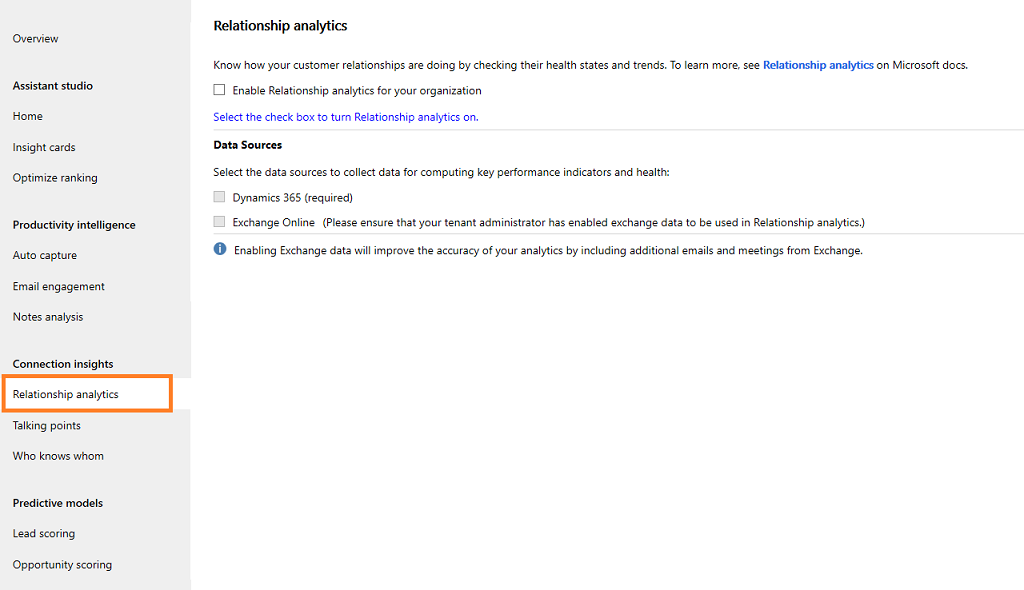 Overview
Assistant studio
Home
Insight cards
Optimize ranking
Productivity intelligence
Auto capture
Email engagement
Notes analysis
Connection insights
Relationship analytics
Talking points
Who knows whom
Predictive models
Lead scoring
Opportunity scoring
Relationship analytics
Know how your customer relationships are doing by checking their health states and trends. To learn more, see Relationship analytics on Microsoft docs.
Enable Relationship analytics for your organization
Select the check box to turn Relationship analytics on.
Data Sources
Select the data sources to collect data for computing key performance indicators and health:
Dynamics 365 (required)
Exchange Online (Please ensure that your tenant administrator has enabled exchange data to be used in Relationship analytics.)
Enabling Exchange data will improve the accuracy of your analytics by including additional emails and meetings from Exchange.